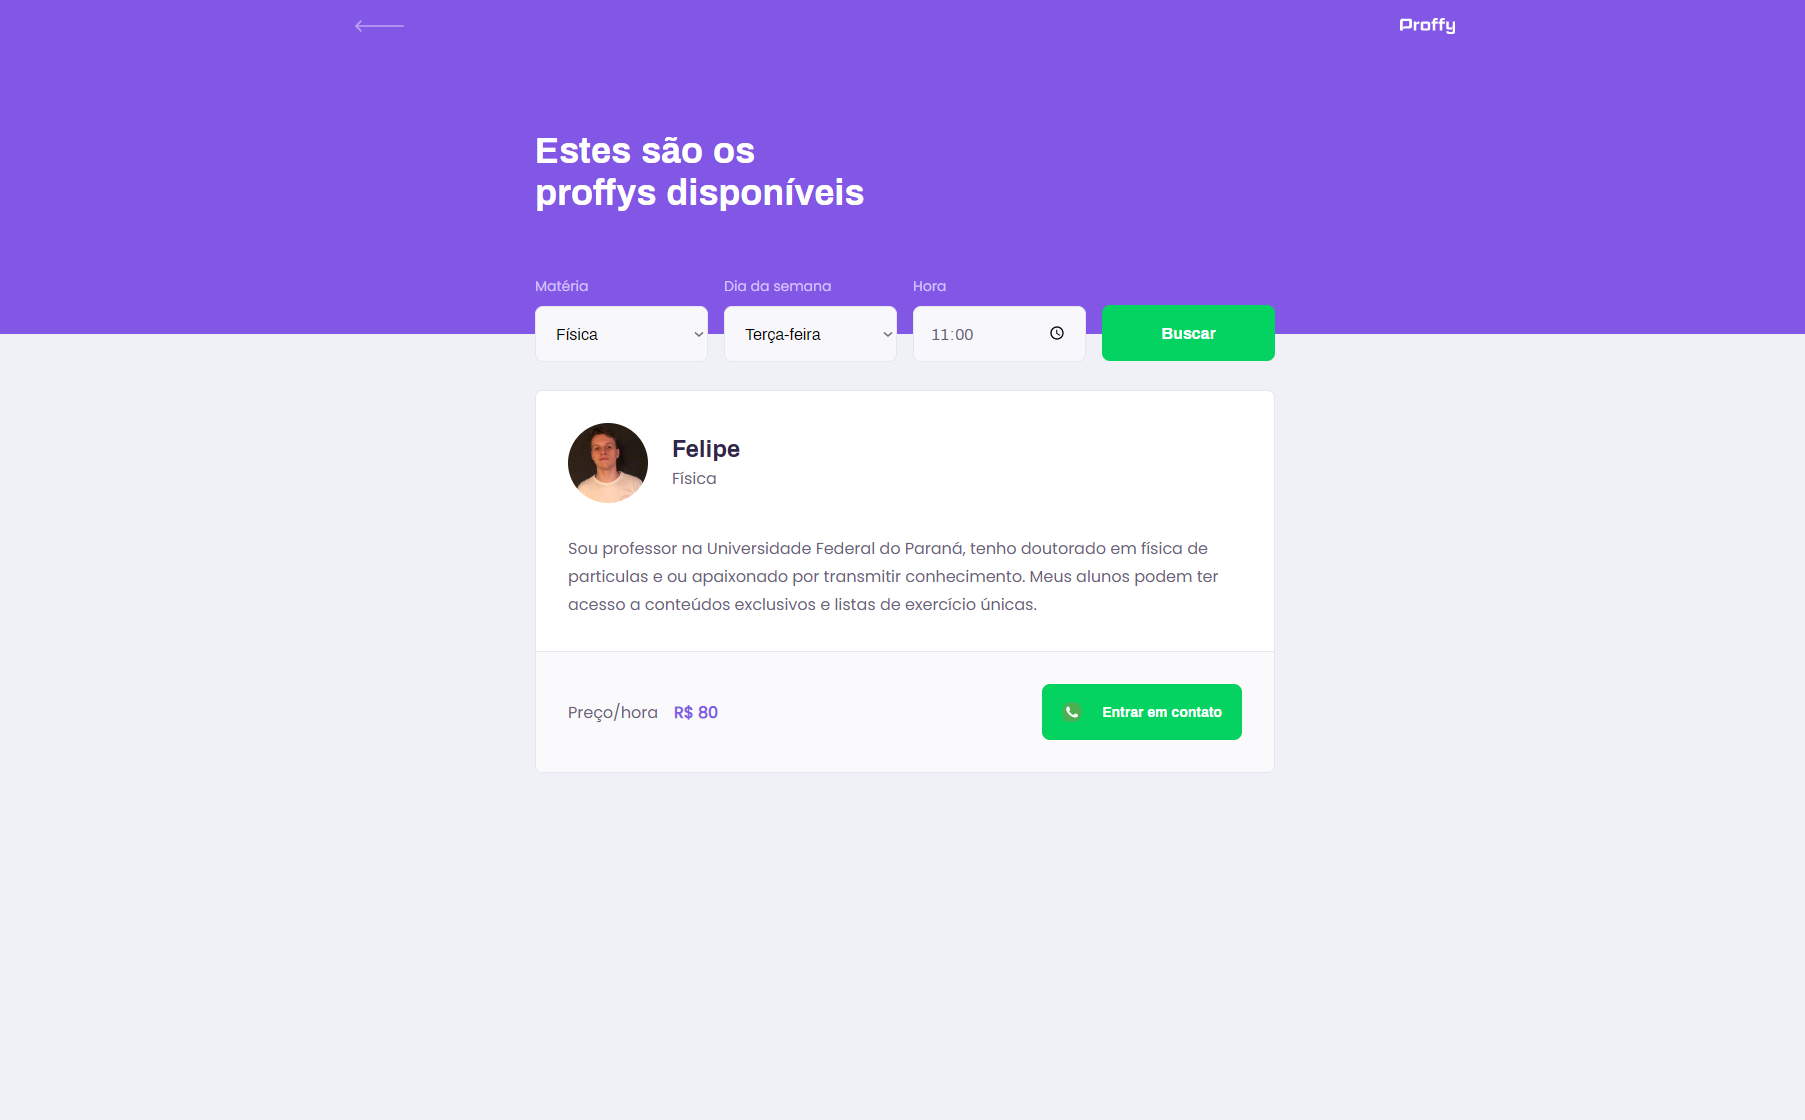 Proffy
Estes são os
proffys disponíveis
Matéria Dia da semana Hora
Física Terça-feira 11:00 Buscar
Felipe
Física
Sou professor na Universidade Federal do Paraná, tenho doutorado em física de
particulas e ou apaixonado por transmitir conhecimento. Meus alunos podem ter
acesso a conteúdos exclusivos e listas de exercício únicas.
Preço/hora R$ 80 Entrar em contato